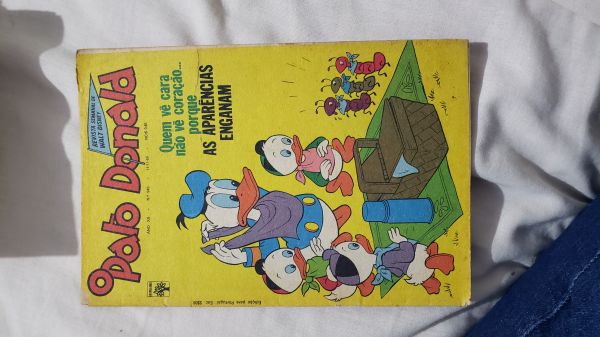 REVISTA SEMANAL DE
WALT DISNEY
O Pato Donald
Quem vê cara
não vê coração...
porque
AS APARÊNCIAS
ENGANAM